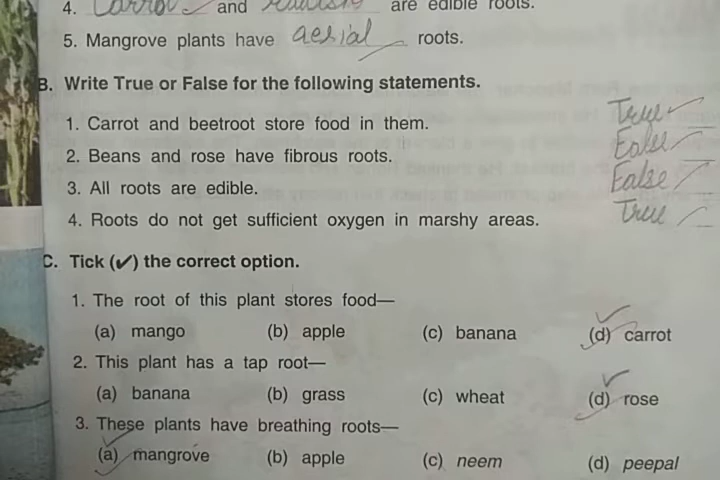 4. Carrot and radish are edible roots.
5. Mangrove plants have aerial roots.
B. Write True or False for the following statements.
1. Carrot and beetroot store food in them. True
2. Beans and rose have fibrous roots. False
3. All roots are edible. False
4. Roots do not get sufficient oxygen in marshy areas. True
C. Tick (✔) the correct option.
1. The root of this plant stores food—
(a) mango (b) apple (c) banana (d) carrot
2. This plant has a tap root—
(a) banana (b) grass (c) wheat (d) rose
3. These plants have breathing roots—
(a) mangrove (b) apple (c) neem (d) peepal